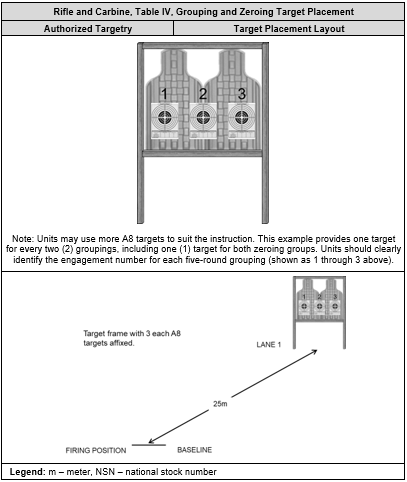 Rifle and Carbine, Table IV, Grouping and Zeroing Target Placement
Authorized Targetry
Target Placement Layout
1 2 3
Note: Units may use more A8 targets to suit the instruction. This example provides one target
for every two (2) groupings, including one (1) target for both zeroing groups. Units should clearly
identify the engagement number for each five-round grouping (shown as 1 through 3 above).
1 2 3
Target frame with 3 each A8
targets affixed.
LANE 1
25m
FIRING POSITION
BASELINE
Legend: m – meter, NSN – national stock number